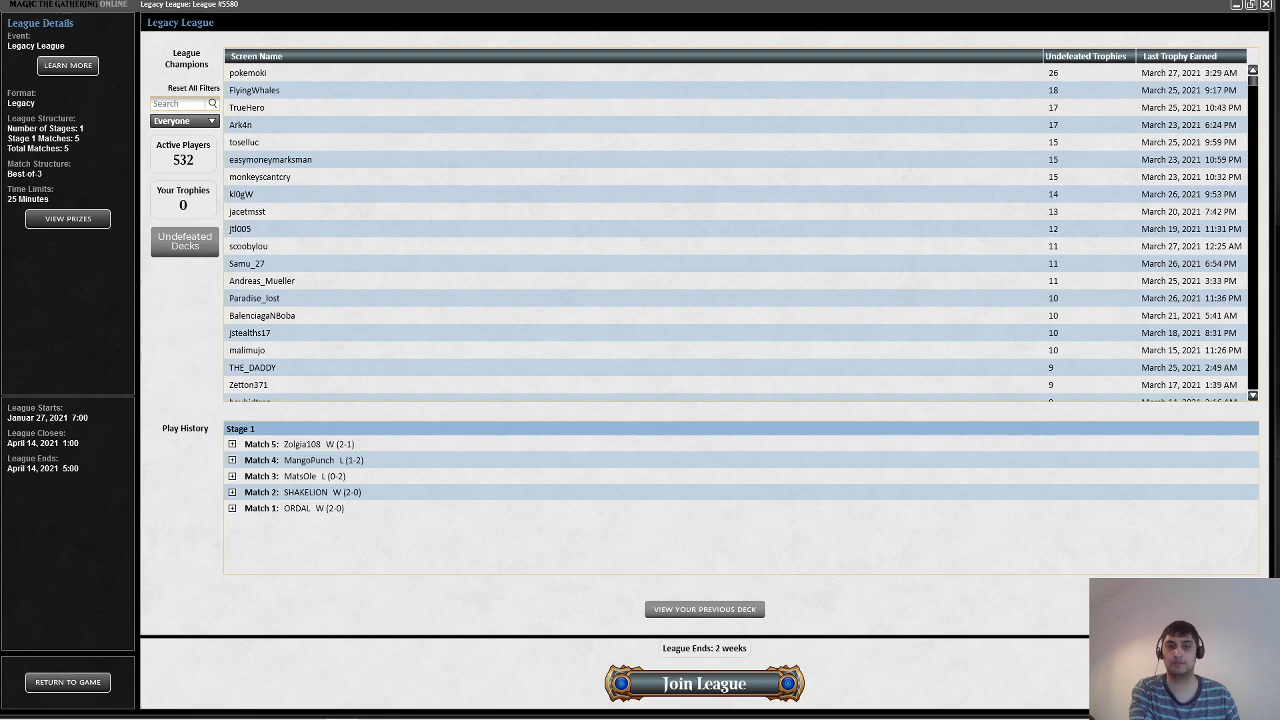 MAGIC THE GATHERING ONLINE
Legacy League: League #5580
League Details
Event:
Legacy League
LEARN MORE
Format:
Legacy
League Structure:
Number of Stages: 1
Stage 1 Matches: 5
Total Matches: 5
Match Structure:
Best-of-3
Time Limits:
25 Minutes
VIEW PRIZES
League Starts:
Januar 27, 2021 7:00
League Closes:
April 14, 2021 1:00
League Ends:
April 14, 2021 5:00
RETURN TO GAME
Legacy League
League Champions
Reset All Filters
Search
Everyone
Active Players
532
Your Trophies
0
Undefeated Decks
Screen Name Undefeated Trophies Last Trophy Earned
pokemoki 26 March 27, 2021 3:29 AM
FlyingWhales 18 March 25, 2021 9:17 PM
TrueHero 17 March 25, 2021 10:43 PM
Ark4n 17 March 23, 2021 6:24 PM
toselluc 15 March 25, 2021 9:59 PM
easymoneymarksman 15 March 23, 2021 10:59 PM
monkeyscantcry 15 March 23, 2021 10:32 PM
kl0gW 14 March 26, 2021 9:53 PM
jacetmsst 13 March 20, 2021 7:42 PM
jtl005 12 March 19, 2021 11:31 PM
scoobylou 11 March 27, 2021 12:25 AM
Samu_27 11 March 26, 2021 6:54 PM
Andreas_Mueller 11 March 25, 2021 3:33 PM
Paradise_lost 10 March 26, 2021 11:36 PM
BalenciagaNBoba 10 March 21, 2021 5:41 AM
jstealths17 10 March 18, 2021 8:31 PM
malimujo 10 March 15, 2021 11:26 PM
THE_DADDY 9 March 25, 2021 2:49 AM
Zetton371 9 March 17, 2021 1:39 AM
Play History
Stage 1
Match 5: Zolgia108 W (2-1)
Match 4: MangoPunch L (1-2)
Match 3: MatsOle L (0-2)
Match 2: SHAKELION W (2-0)
Match 1: ORDAL W (2-0)
VIEW YOUR PREVIOUS DECK
League Ends: 2 weeks
Join League